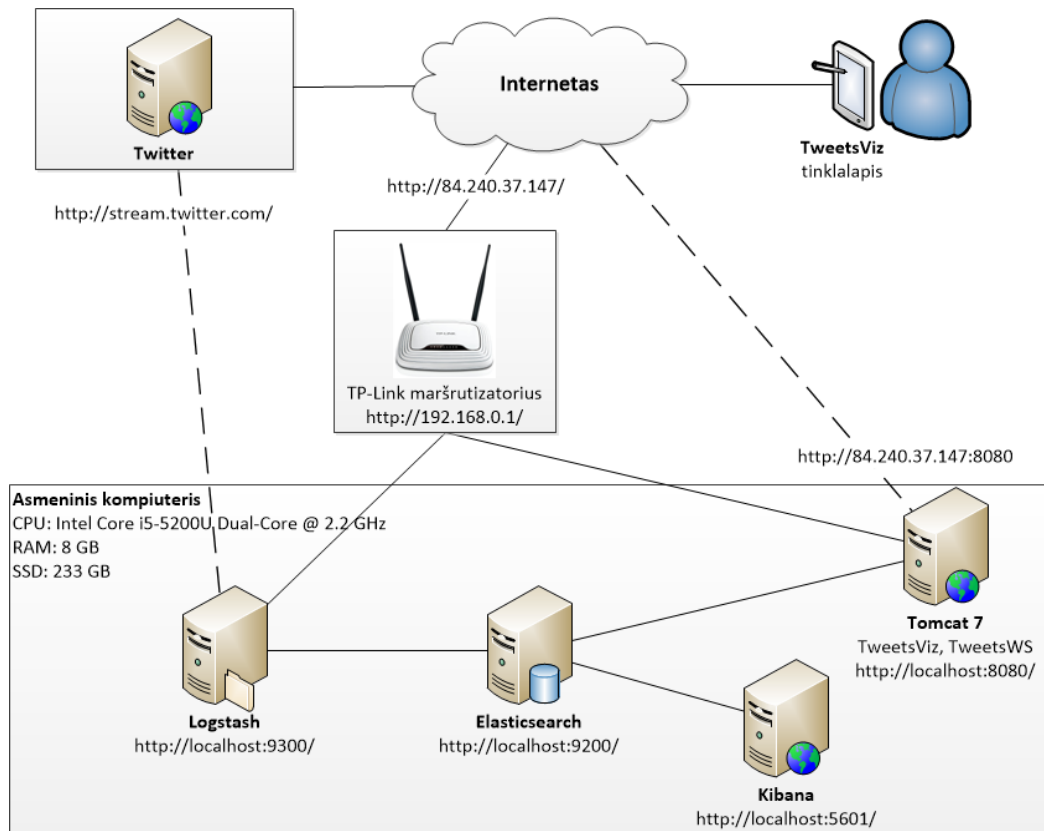 Internetas
Twitter
TweetsViz
tinklalapis
http://stream.twitter.com/
http://84.240.37.147/
TP-LINK
TP-Link maršrutizatorius
http://192.168.0.1/
http://84.240.37.147:8080
Asmeninis kompiuteris
CPU: Intel Core i5-5200U Dual-Core @ 2.2 GHz
RAM: 8 GB
SSD: 233 GB
Tomcat 7
TweetsViz, TweetsWS
http://localhost:8080/
Logstash
http://localhost:9300/
Elasticsearch
http://localhost:9200/
Kibana
http://localhost:5601/